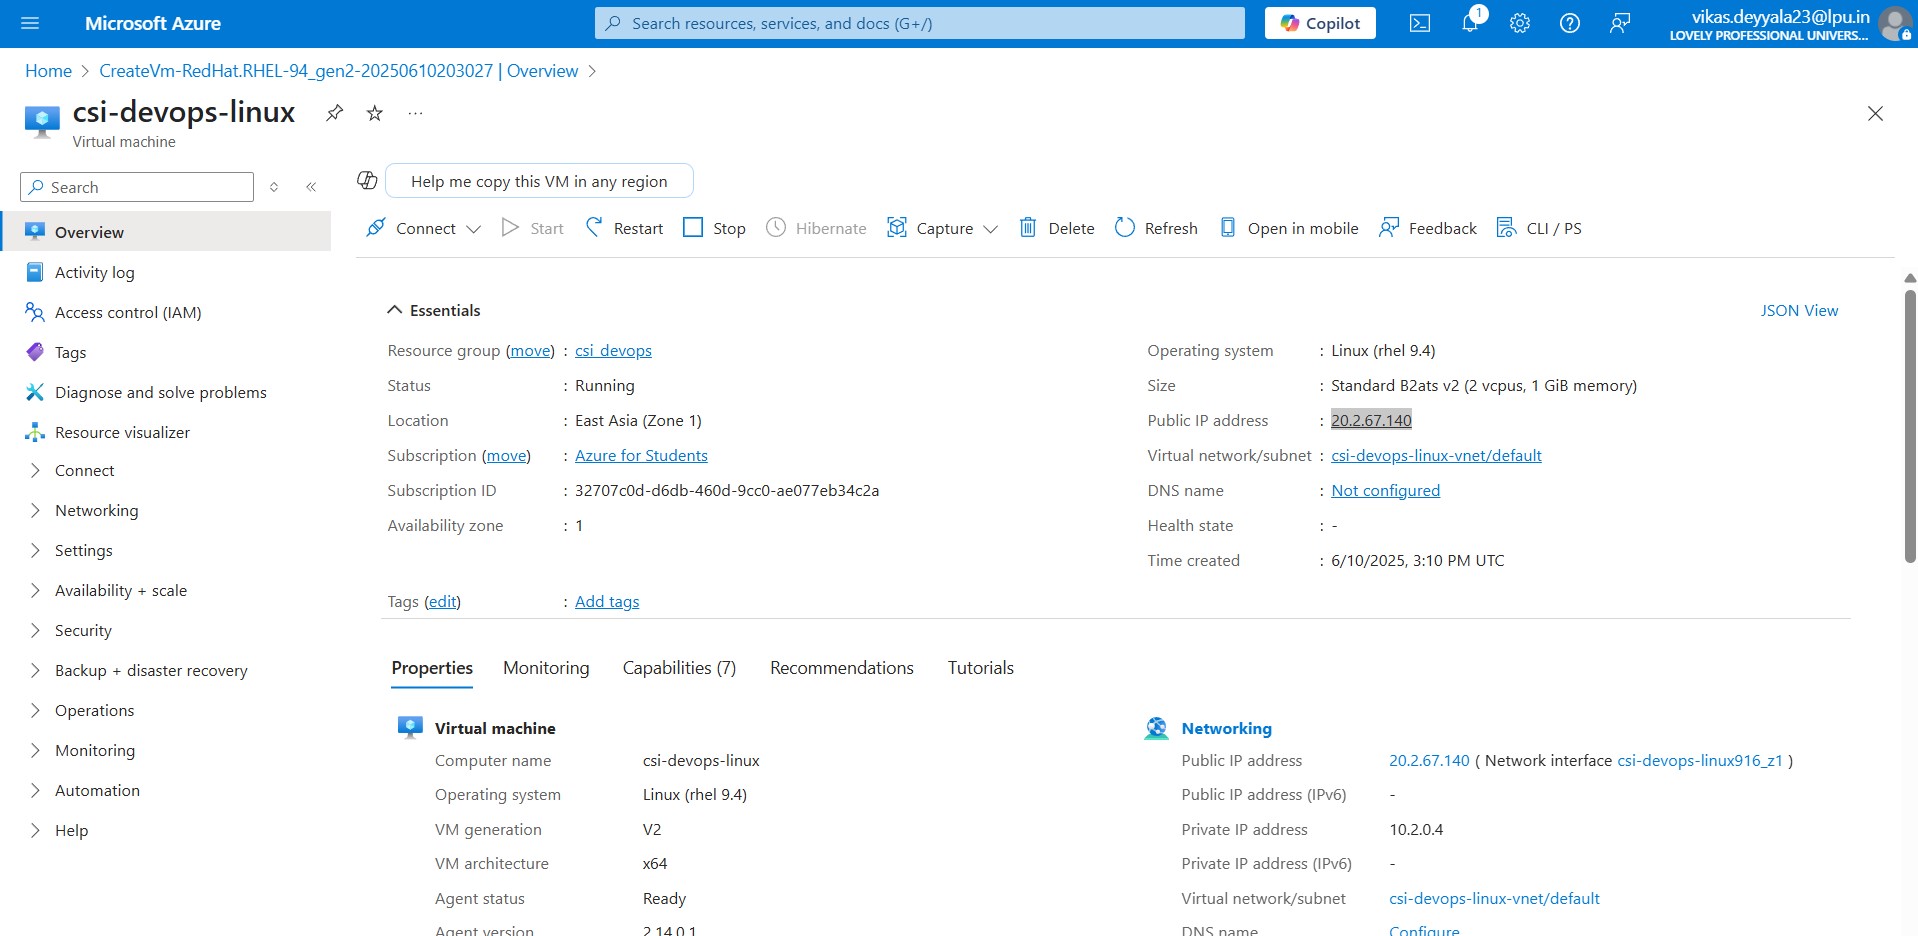 Microsoft Azure
Search resources, services, and docs (G+/)
Copilot
1
vikas.deyyala23@lpu.in
LOVELY PROFESSIONAL UNIVERS...
Home > CreateVm-RedHat.RHEL-94_gen2-20250610203027 | Overview >
csi-devops-linux
Virtual machine
Search
Overview
Activity log
Access control (IAM)
Tags
Diagnose and solve problems
Resource visualizer
Connect
Networking
Settings
Availability + scale
Security
Backup + disaster recovery
Operations
Monitoring
Automation
Help
Help me copy this VM in any region
Connect Start Restart Stop Hibernate Capture Delete Refresh Open in mobile Feedback CLI / PS
Essentials
JSON View
Resource group (move) : csi_devops
Status : Running
Location : East Asia (Zone 1)
Subscription (move) : Azure for Students
Subscription ID : 32707c0d-d6db-460d-9cc0-ae077eb34c2a
Availability zone : 1
Operating system : Linux (rhel 9.4)
Size : Standard B2ats v2 (2 vcpus, 1 GiB memory)
Public IP address : 20.2.67.140
Virtual network/subnet : csi-devops-linux-vnet/default
DNS name : Not configured
Health state : -
Time created : 6/10/2025, 3:10 PM UTC
Tags (edit) : Add tags
Properties Monitoring Capabilities (7) Recommendations Tutorials
Virtual machine
Computer name csi-devops-linux
Operating system Linux (rhel 9.4)
VM generation V2
VM architecture x64
Agent status Ready
Agent version 2.14.0.1
Networking
Public IP address 20.2.67.140 ( Network interface csi-devops-linux916_z1 )
Public IP address (IPv6) -
Private IP address 10.2.0.4
Private IP address (IPv6) -
Virtual network/subnet csi-devops-linux-vnet/default
DNS name Configure